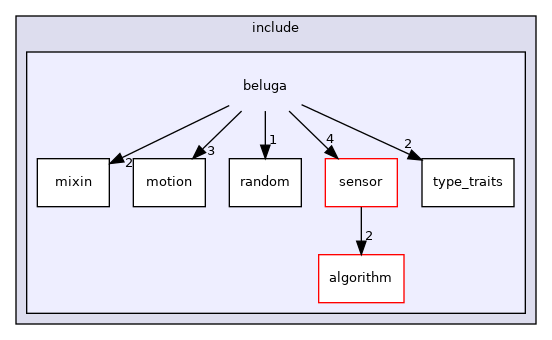 include
beluga
2
3
1
4
2
mixin
motion
random
sensor
type_traits
2
algorithm